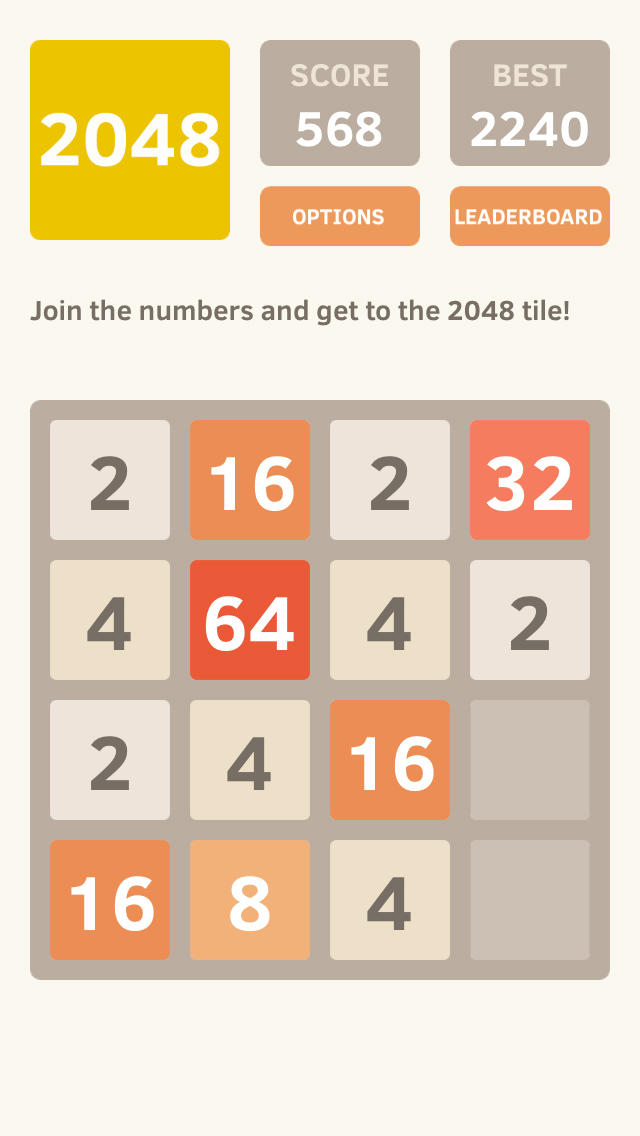 2048
SCORE
568
BEST
2240
OPTIONS
LEADERBOARD
Join the numbers and get to the 2048 tile!
2 16 2 32
4 64 4 2
2 4 16
16 8 4